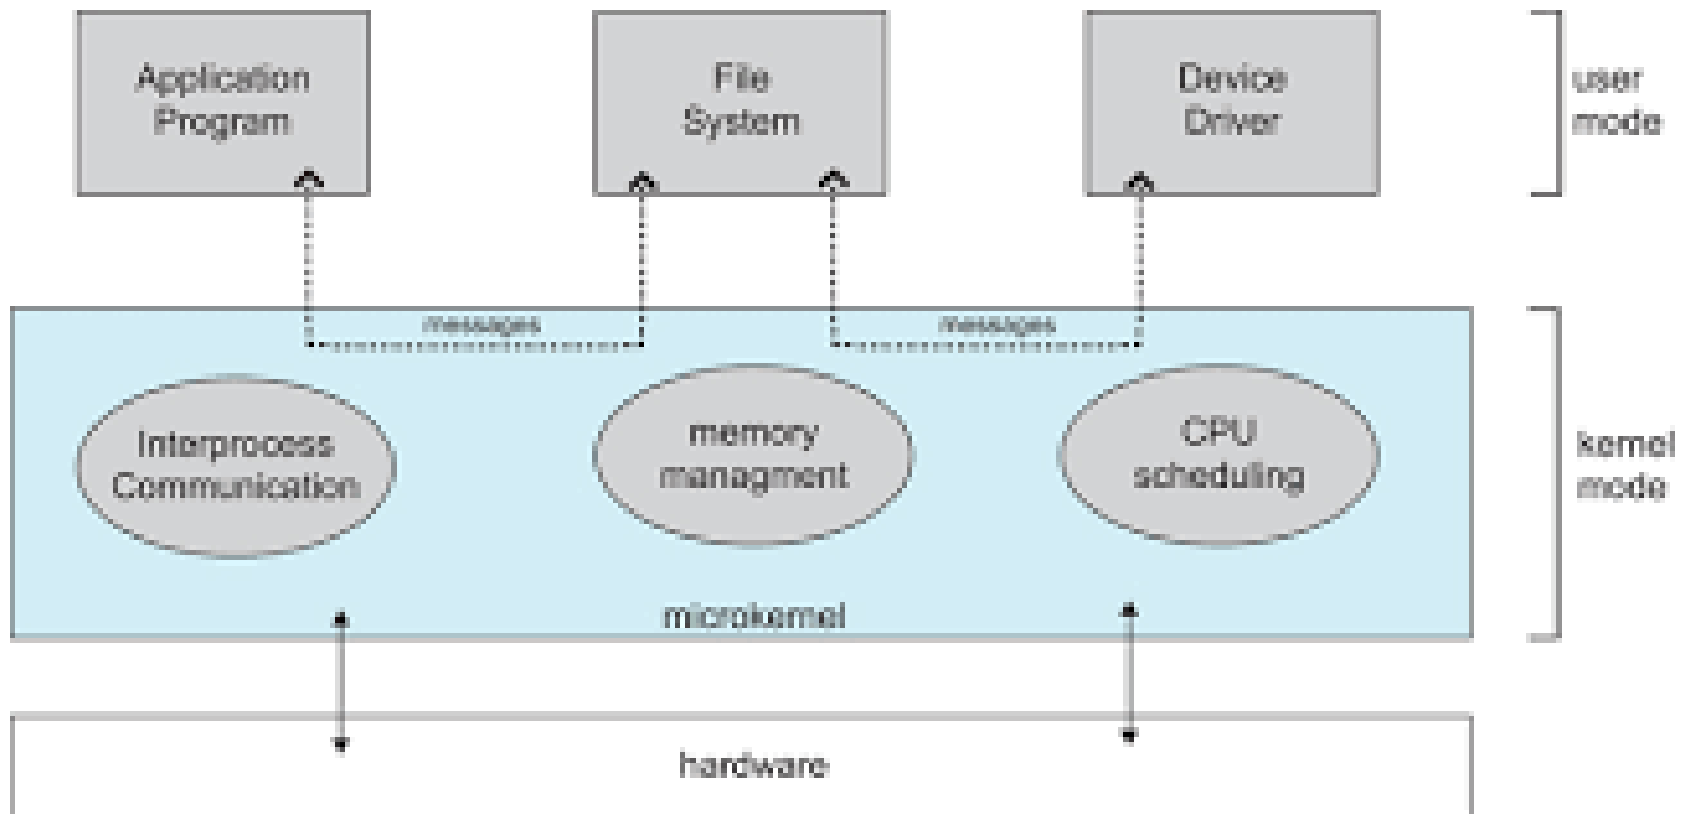 Application
Program
File
System
Device
Driver
user
mode
messages
messages
Interprocess
Communication
memory
managment
CPU
scheduling
kernel
mode
microkernel
hardware